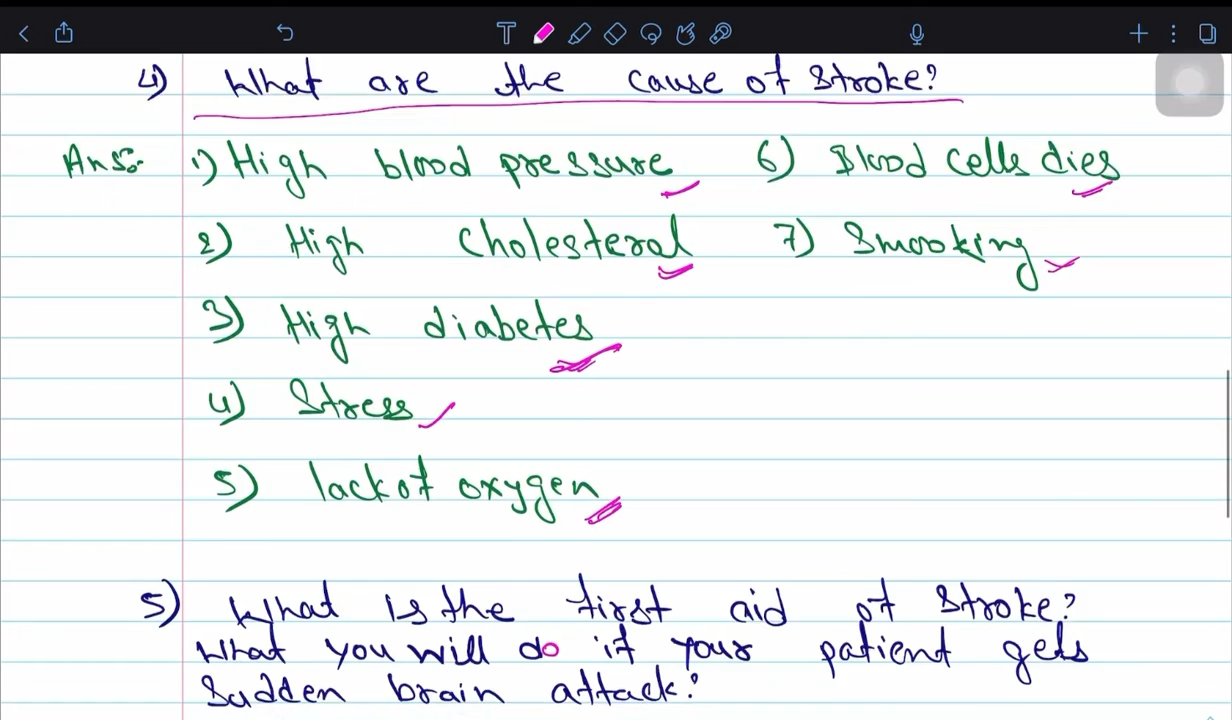 4) What are the cause of Stroke?
Ans:- 1) High blood pressure 6) Blood cells dies
2) High Cholesteral 7) Smooking
3) High diabetes
4) Stress
5) lack of oxygen
5) What is the first aid of Stroke?
What you will do if your patient gets
Sudden brain attack?